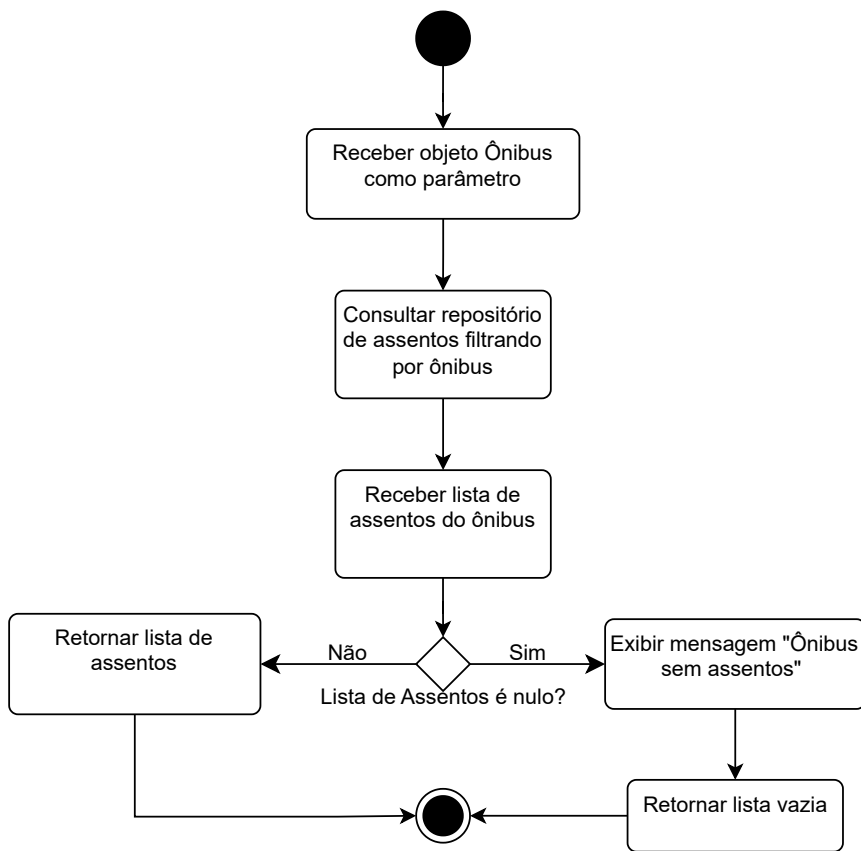 Receber objeto Ônibus
como parâmetro
Consultar repositório
de assentos filtrando
por ônibus
Receber lista de
assentos do ônibus
Retornar lista de
assentos
Não
Sim
Lista de Assentos é nulo?
Exibir mensagem "Ônibus
sem assentos"
Retornar lista vazia